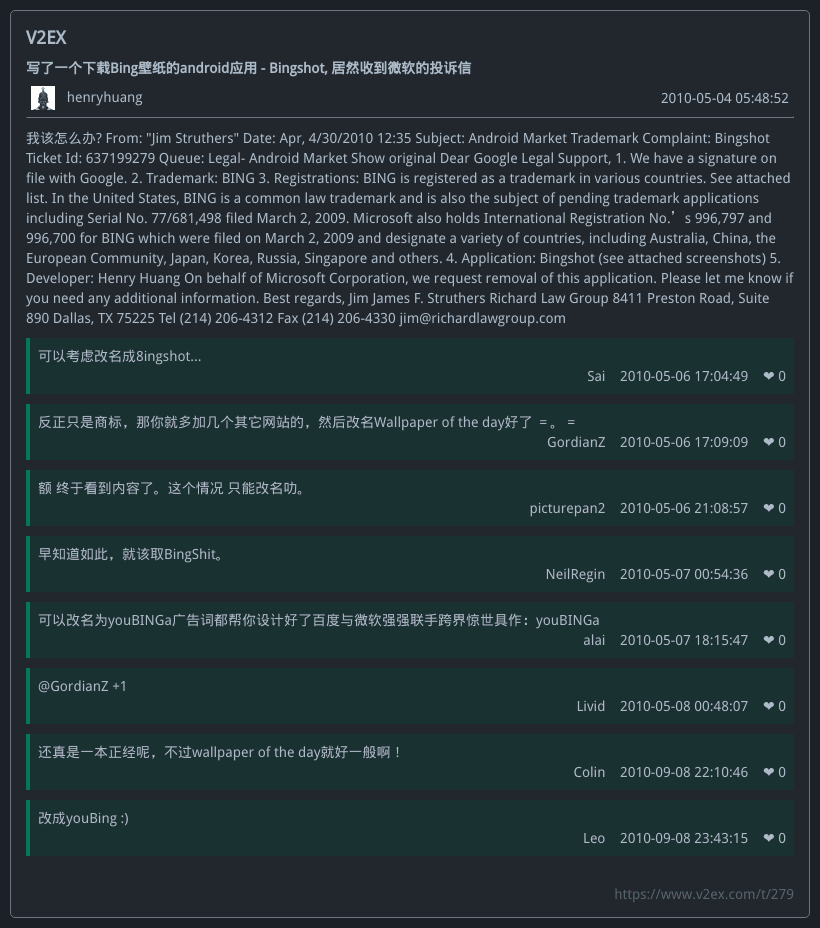 V2EX
写了一个下载Bing壁纸的android应用 - Bingshot, 居然收到微软的投诉信
henryhuang 2010-05-04 05:48:52
我该怎么办? From: "Jim Struthers" Date: Apr, 4/30/2010 12:35 Subject: Android Market Trademark Complaint: Bingshot
Ticket Id: 637199279 Queue: Legal- Android Market Show original Dear Google Legal Support, 1. We have a signature on
file with Google. 2. Trademark: BING 3. Registrations: BING is registered as a trademark in various countries. See attached
list. In the United States, BING is a common law trademark and is also the subject of pending trademark applications
including Serial No. 77/681,498 filed March 2, 2009. Microsoft also holds International Registration No.’s 996,797 and
996,700 for BING which were filed on March 2, 2009 and designate a variety of countries, including Australia, China, the
European Community, Japan, Korea, Russia, Singapore and others. 4. Application: Bingshot (see attached screenshots) 5.
Developer: Henry Huang On behalf of Microsoft Corporation, we request removal of this application. Please let me know if
you need any additional information. Best regards, Jim James F. Struthers Richard Law Group 8411 Preston Road, Suite
890 Dallas, TX 75225 Tel (214) 206-4312 Fax (214) 206-4330 jim@richardlawgroup.com
可以考虑改名成8ingshot...
Sai 2010-05-06 17:04:49 ❤ 0
反正只是商标，那你就多加几个其它网站的，然后改名Wallpaper of the day好了 ＝。＝
GordianZ 2010-05-06 17:09:09 ❤ 0
额 终于看到内容了。这个情况 只能改名叻。
picturepan2 2010-05-06 21:08:57 ❤ 0
早知道如此，就该取BingShit。
NeilRegin 2010-05-07 00:54:36 ❤ 0
可以改名为youBINGa广告词都帮你设计好了百度与微软强强联手跨界惊世具作：youBINGa
alai 2010-05-07 18:15:47 ❤ 0
@GordianZ +1
Livid 2010-05-08 00:48:07 ❤ 0
还真是一本正经呢，不过wallpaper of the day就好一般啊！
Colin 2010-09-08 22:10:46 ❤ 0
改成youBing :)
Leo 2010-09-08 23:43:15 ❤ 0
https://www.v2ex.com/t/279